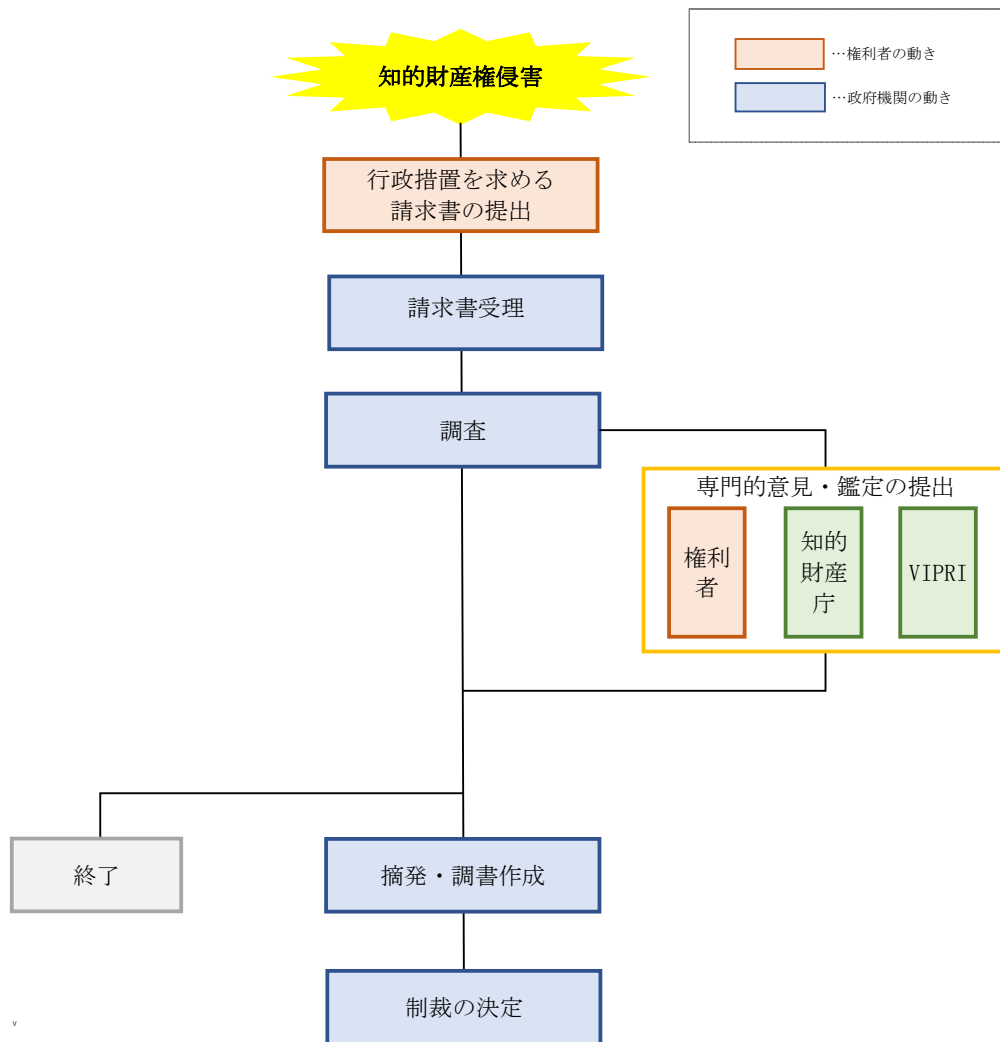 知的財産権侵害
…権利者の動き
…政府機関の動き
行政措置を求める
請求書の提出
請求書受理
調査
専門的意見・鑑定の提出
権利
者
知的
財産
庁
VIPRI
終了
摘発・調書作成
制裁の決定
v